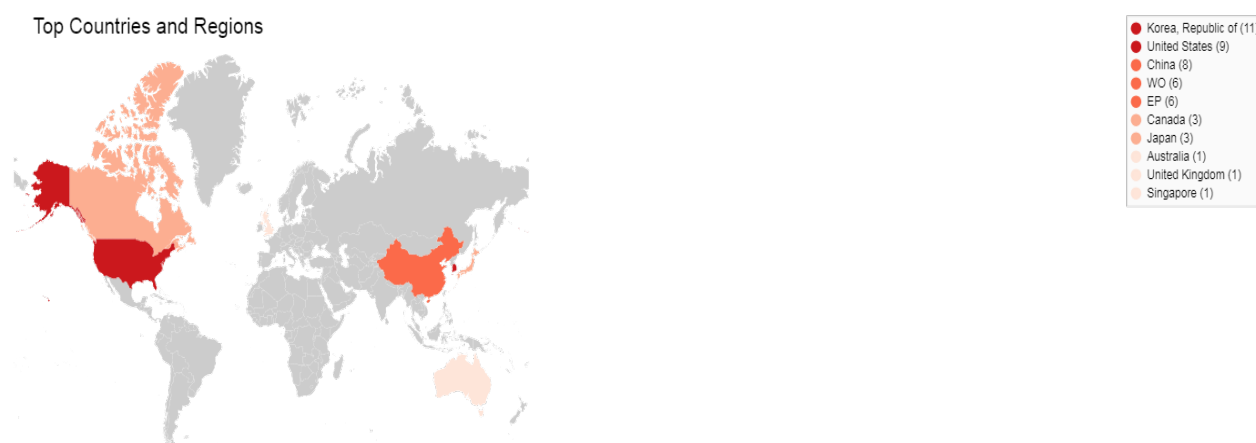 Top Countries and Regions
Korea, Republic of (11)
United States (9)
China (8)
WO (6)
EP (6)
Canada (3)
Japan (3)
Australia (1)
United Kingdom (1)
Singapore (1)